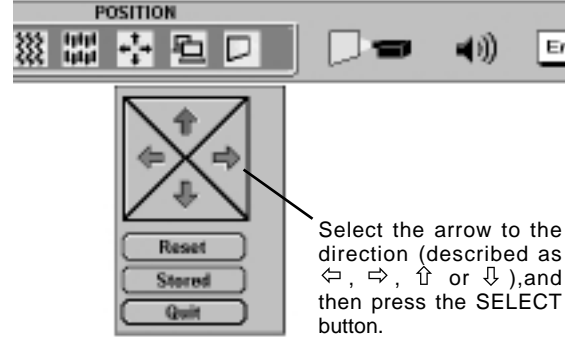 POSITION
Er
Reset
Stored
Quit
Select the arrow to the
direction (described as
⇦ , ⇨ , ⇧ or ⇩ ),and
then press the SELECT
button.